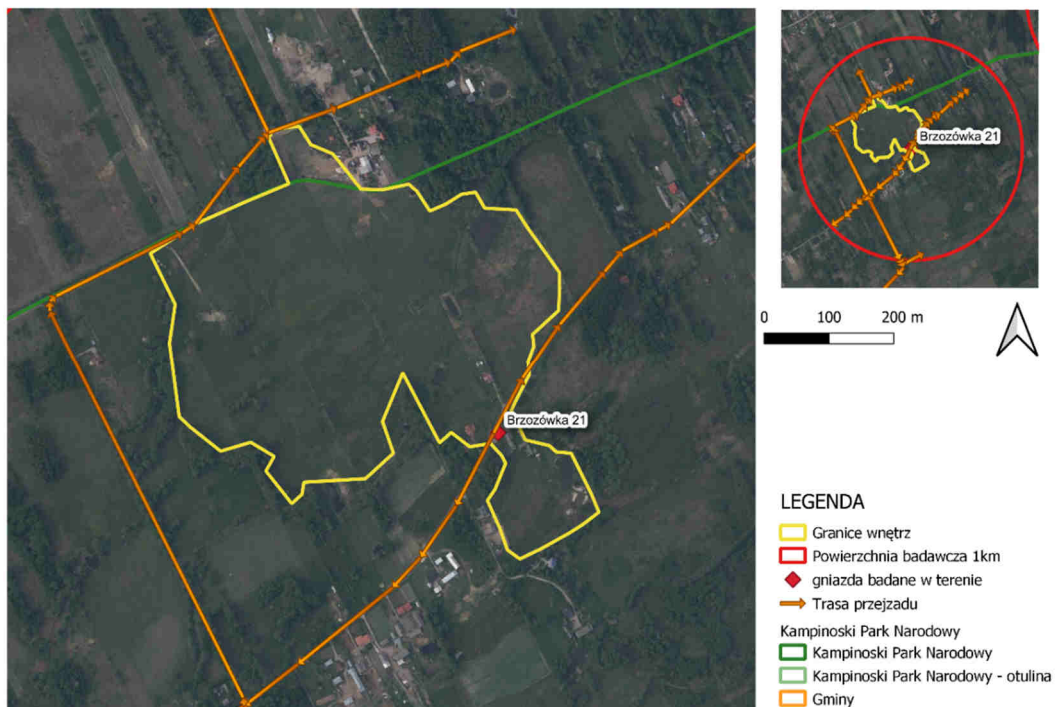 Brzozówka 21
Brzozówka 21
0 100 200 m
LEGENDA
Granice wnętrz
Powierzchnia badawcza 1km
gniazda badane w terenie
Trasa przejzadu
Kampinoski Park Narodowy
Kampinoski Park Narodowy
Kampinoski Park Narodowy - otulina
Gminy